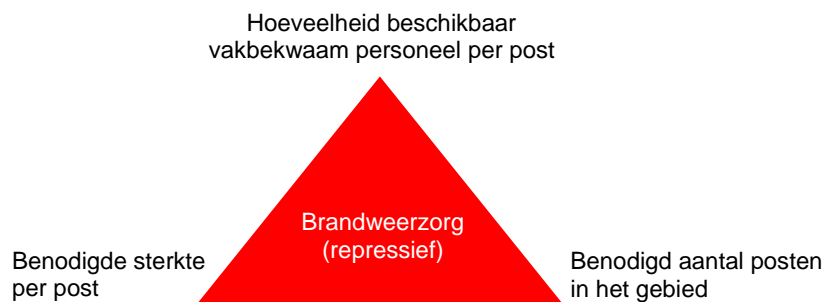 Hoeveelheid beschikbaar
vakbekwaam personeel per post
Brandweerzorg
(repressief)
Benodigde sterkte
per post
Benodigd aantal posten
in het gebied